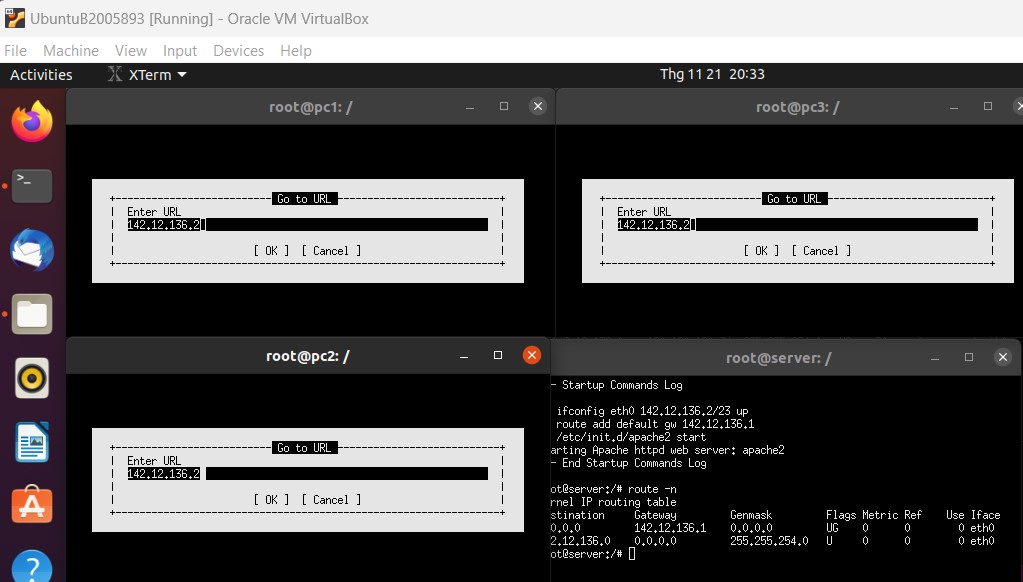 UbuntuB2005893 [Running] - Oracle VM VirtualBox
File Machine View Input Devices Help
Activities XTerm Thg 11 21 20:33
root@pc1: /
Go to URL
Enter URL
142.12.136.2
[ OK ] [ Cancel ]
root@pc3: /
Go to URL
Enter URL
142.12.136.2
[ OK ] [ Cancel ]
root@pc2: /
Go to URL
Enter URL
142.12.136.2
[ OK ] [ Cancel ]
root@server: /
- Startup Commands Log
ifconfig eth0 142.12.136.2/23 up
route add default gw 142.12.136.1
/etc/init.d/apache2 start
arting Apache httpd web server: apache2
- End Startup Commands Log
ot@server:/# route -n
rnel IP routing table
stination Gateway Genmask Flags Metric Ref Use Iface
0.0.0 142.12.136.1 0.0.0.0 UG 0 0 0 eth0
2.12.136.0 0.0.0.0 255.255.254.0 U 0 0 0 eth0
ot@server:/#